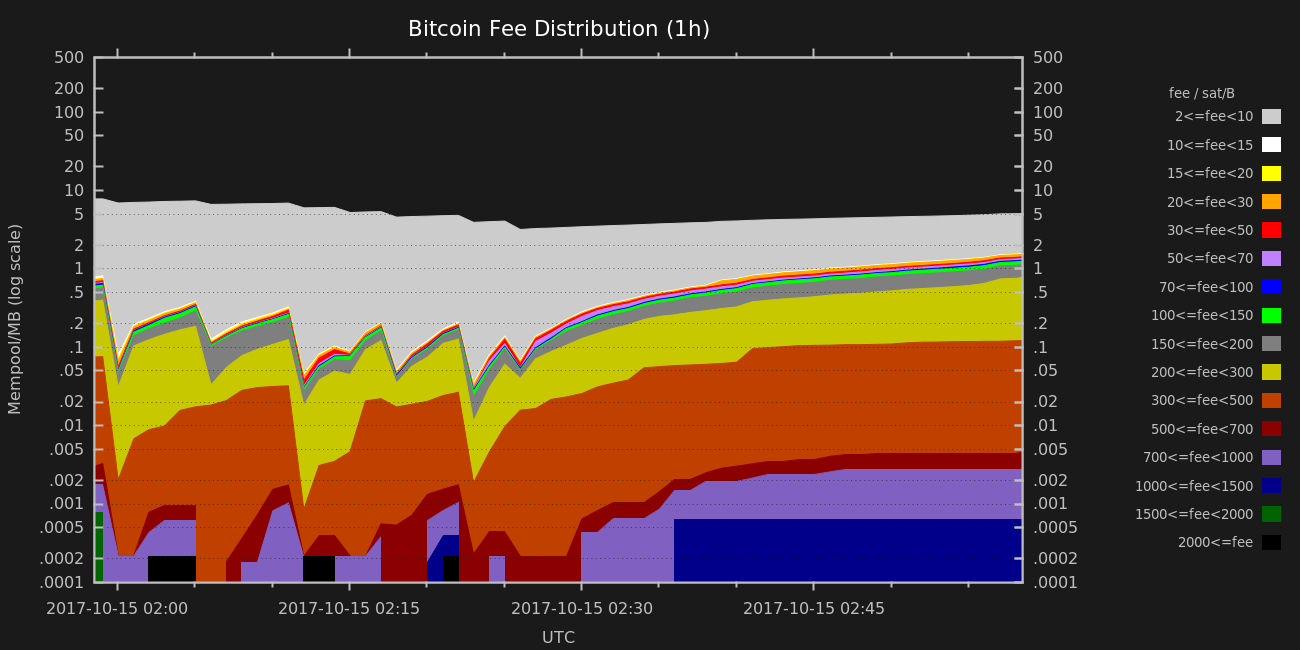 Bitcoin Fee Distribution (1h)
500
200
100
50
20
10
5
2
1
.5
.2
.1
.05
.02
.01
.005
.002
.001
.0005
.0002
.0001
Mempool/MB (log scale)
500
200
100
50
20
10
5
2
1
.5
.2
.1
.05
.02
.01
.005
.002
.001
.0005
.0002
.0001
2017-10-15 02:00 2017-10-15 02:15 2017-10-15 02:30 2017-10-15 02:45
UTC
fee / sat/B
2<=fee<10
10<=fee<15
15<=fee<20
20<=fee<30
30<=fee<50
50<=fee<70
70<=fee<100
100<=fee<150
150<=fee<200
200<=fee<300
300<=fee<500
500<=fee<700
700<=fee<1000
1000<=fee<1500
1500<=fee<2000
2000<=fee